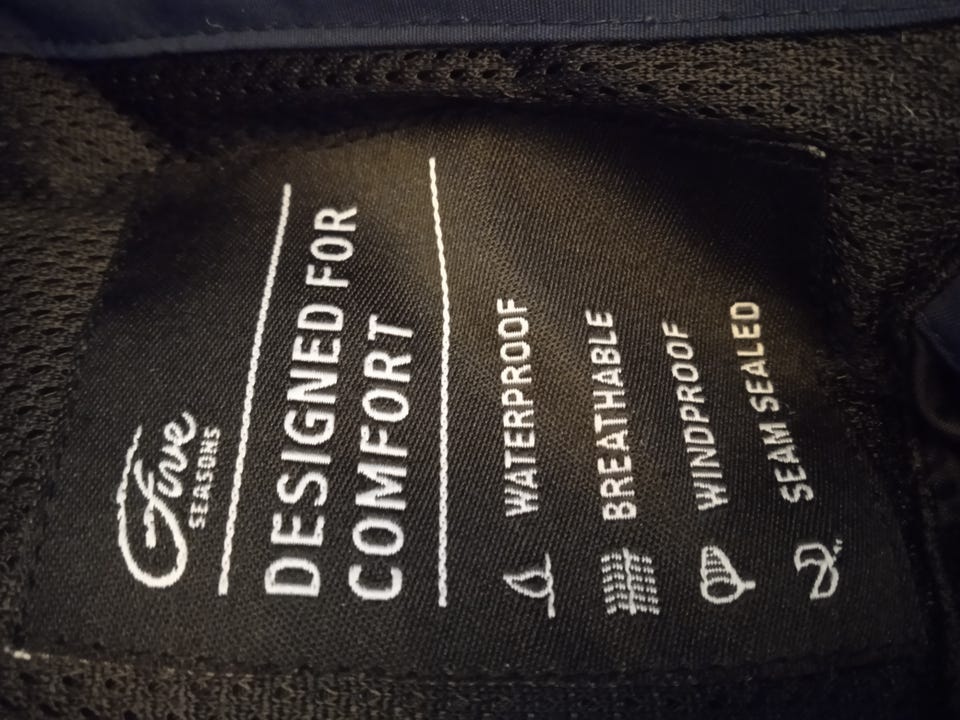 Five
SEASONS
DESIGNED FOR
COMFORT
WATERPROOF
BREATHABLE
WINDPROOF
SEAM SEALED